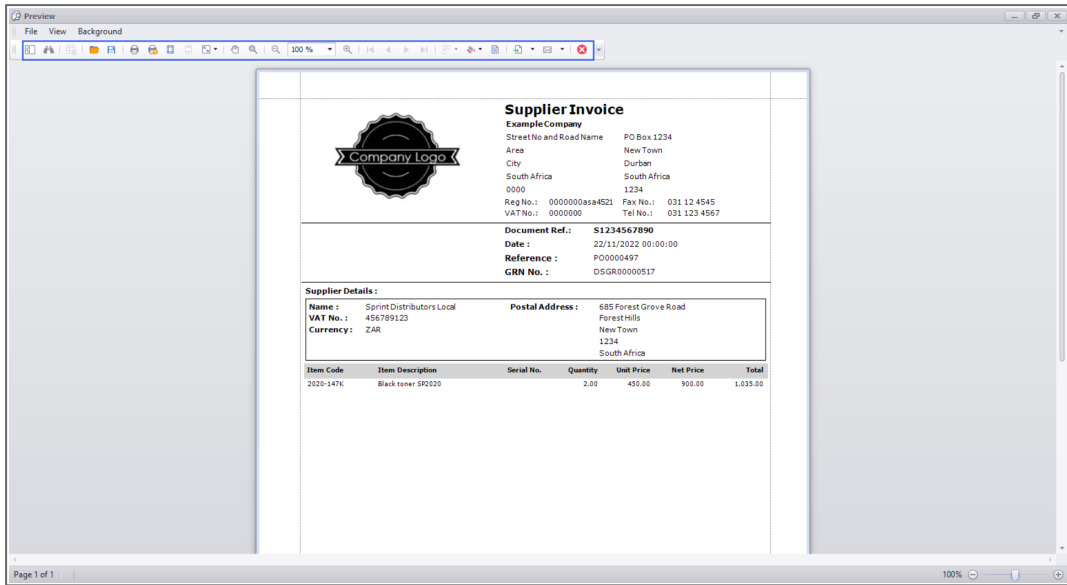 Preview
File View Background
100 %
Supplier Invoice
Example Company
Company Logo
Street No and Road Name PO Box 1234
Area New Town
City Durban
South Africa South Africa
0000 1234
Reg No.: 0000000asa4521 Fax No.: 031 12 4545
VAT No.: 0000000 Tel No.: 031 123 4567
Document Ref.: S1234567890
Date : 22/11/2022 00:00:00
Reference : PO0000497
GRN No. : DSGR00000517
Supplier Details :
Name : Sprint Distributors Local Postal Address : 685 Forest Grove Road
VAT No. : 456789123 Forest Hills
Currency : ZAR New Town
1234
South Africa
Item Code Item Description Serial No. Quantity Unit Price Net Price Total
2020-147K Black toner SP2020 2.00 450.00 900.00 1,035.00
Page 1 of 1 100%